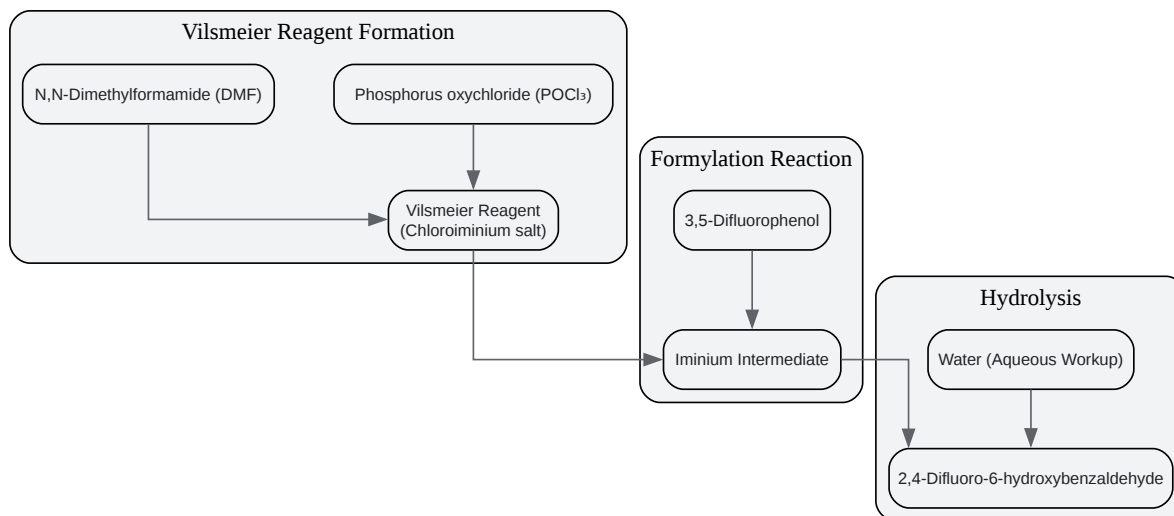 Vilsmeier Reagent Formation
N,N-Dimethylformamide (DMF)
Phosphorus oxychloride (POCl₃)
Vilsmeier Reagent
(Chloroiminium salt)
Formylation Reaction
3,5-Difluorophenol
Iminium Intermediate
Hydrolysis
Water (Aqueous Workup)
2,4-Difluoro-6-hydroxybenzaldehyde